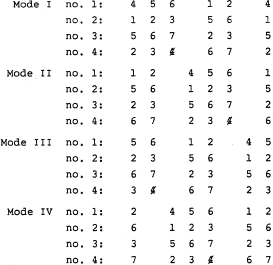 Mode I no. 1: 4 5 6 1 2 4
no. 2: 1 2 3 5 6 1
no. 3: 5 6 7 2 3 5
no. 4: 2 3 4̸ 6 7 2
Mode II no. 1: 1 2 4 5 6 1
no. 2: 5 6 1 2 3 5
no. 3: 2 3 5 6 7 2
no. 4: 6 7 2 3 4̸ 6
Mode III no. 1: 5 6 1 2 4 5
no. 2: 2 3 5 6 1 2
no. 3: 6 7 2 3 5 6
no. 4: 3 4̸ 6 7 2 3
Mode IV no. 1: 2 4 5 6 1 2
no. 2: 6 1 2 3 5 6
no. 3: 3 5 6 7 2 3
no. 4: 7 2 3 4̸ 6 7